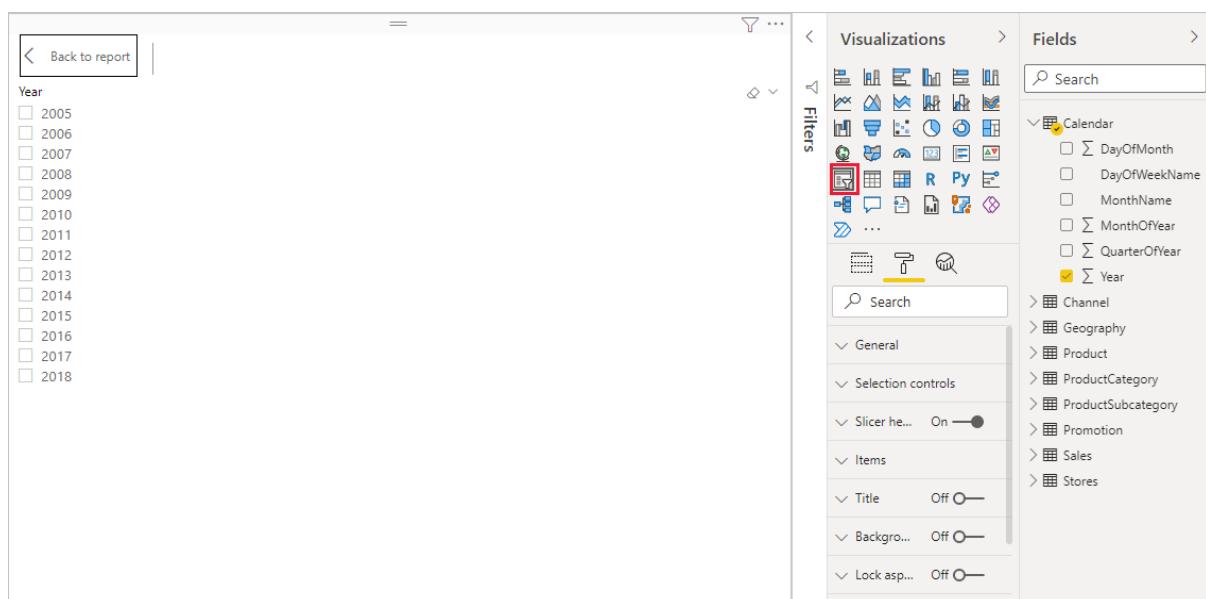 Back to report
Year
2005
2006
2007
2008
2009
2010
2011
2012
2013
2014
2015
2016
2017
2018
Filters
Visualizations
123
R Py
Search
General
Selection controls
Slicer he... On
Items
Title Off
Backgro... Off
Lock asp... Off
Fields
Search
Calendar
∑ DayOfMonth
DayOfWeekName
MonthName
∑ MonthOfYear
∑ QuarterOfYear
∑ Year
Channel
Geography
Product
ProductCategory
ProductSubcategory
Promotion
Sales
Stores